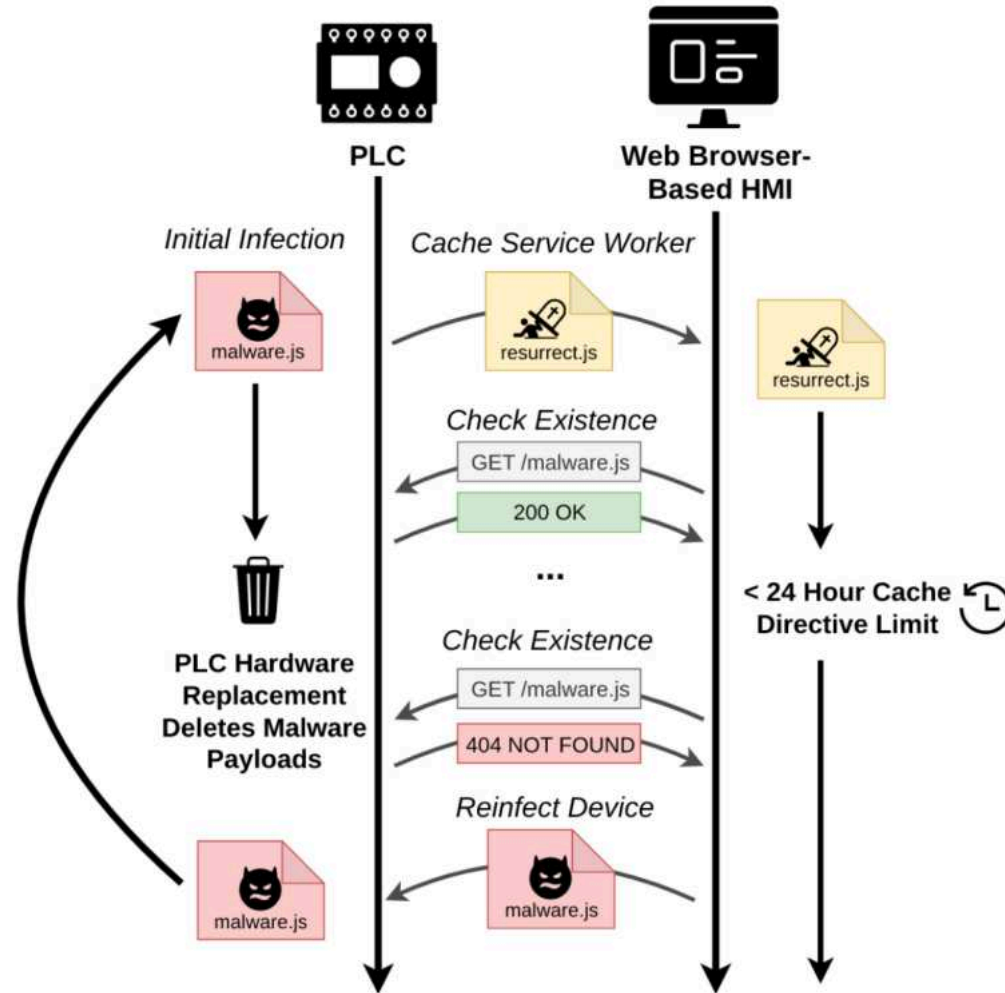 PLC
Web Browser-
Based HMI
Initial Infection
Cache Service Worker
malware.js
resurrect.js
resurrect.js
Check Existence
GET /malware.js
200 OK
...
< 24 Hour Cache
Directive Limit
Check Existence
PLC Hardware
Replacement
Deletes Malware
Payloads
GET /malware.js
404 NOT FOUND
Reinfect Device
malware.js
malware.js